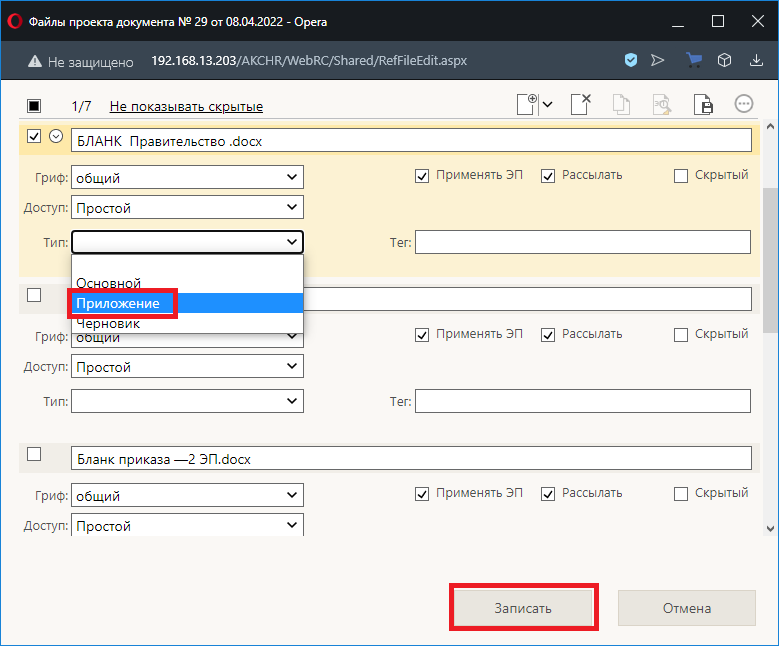 Файлы проекта документа № 29 от 08.04.2022 - Opera
Не защищено 192.168.13.203/AKCHR/WebRC/Shared/RefFileEdit.aspx
1/7 Не показывать скрытые
БЛАНК Правительство .docx
Гриф: общий Применять ЭП Рассылать Скрытый
Доступ: Простой
Тип: Тег:
Основной
Приложение
Черновик
Гриф: общий Применять ЭП Рассылать Скрытый
Доступ: Простой
Тип: Тег:
Бланк приказа —2 ЭП.docx
Гриф: общий Применять ЭП Рассылать Скрытый
Доступ: Простой
Записать Отмена